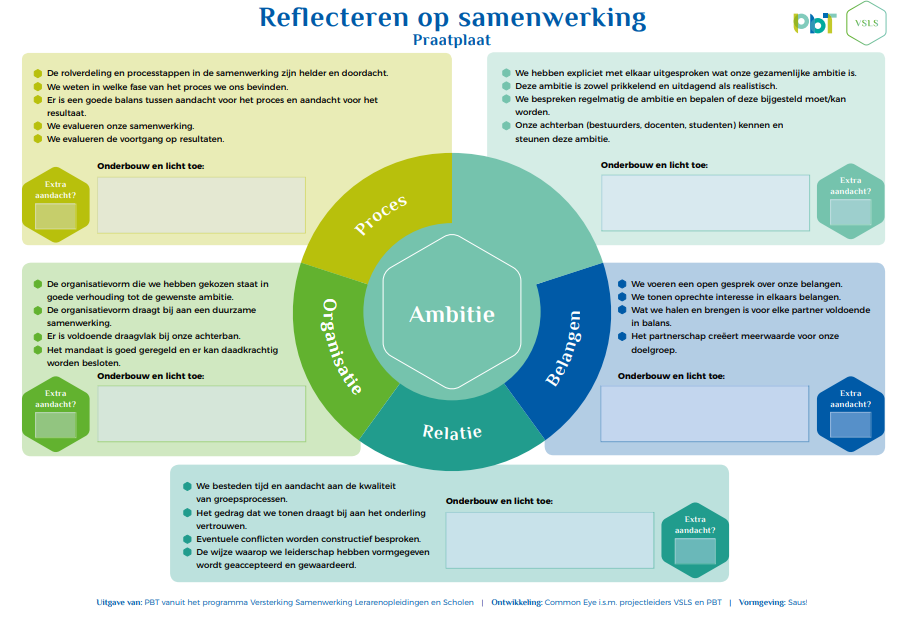 Reflecteren op samenwerking
Praatplaat
pbT
VSLS
De rolverdeling en processtappen in de samenwerking zijn helder en doordacht.
We weten in welke fase van het proces we ons bevinden.
Er is een goede balans tussen aandacht voor het proces en aandacht voor het
resultaat.
We evalueren onze samenwerking.
We evalueren de voortgang op resultaten.
Onderbouw en licht toe:
Extra
aandacht?
We hebben expliciet met elkaar uitgesproken wat onze gezamenlijke ambitie is.
Deze ambitie is zowel prikkelend en uitdagend als realistisch.
We bespreken regelmatig de ambitie en bepalen of deze bijgesteld moet/kan
worden.
Onze achterban (bestuurders, docenten, studenten) kennen en
steunen deze ambitie.
Onderbouw en licht toe:
Extra
aandacht?
Proces
Ambitie
Organisatie
Belangen
Relatie
De organisatievorm die we hebben gekozen staat in
goede verhouding tot de gewenste ambitie.
De organisatievorm draagt bij aan een duurzame
samenwerking.
Er is voldoende draagvlak bij onze achterban.
Het mandaat is goed geregeld en er kan daadkrachtig
worden besloten.
Onderbouw en licht toe:
Extra
aandacht?
We voeren een open gesprek over onze belangen.
We tonen oprechte interesse in elkaars belangen.
Wat we halen en brengen is voor elke partner voldoende
in balans.
Het partnerschap creëert meerwaarde voor onze
doelgroep.
Onderbouw en licht toe:
Extra
aandacht?
We besteden tijd en aandacht aan de kwaliteit
van groepsprocessen.
Het gedrag dat we tonen draagt bij aan het onderling
vertrouwen.
Eventuele conflicten worden constructief besproken.
De wijze waarop we leiderschap hebben vormgegeven
wordt geaccepteerd en gewaardeerd.
Onderbouw en licht toe:
Extra
aandacht?
Uitgave van: PBT vanuit het programma Versterking Samenwerking Lerarenopleidingen en Scholen | Ontwikkeling: Common Eye i.s.m. projectleiders VSLS en PBT | Vormgeving: Saus!